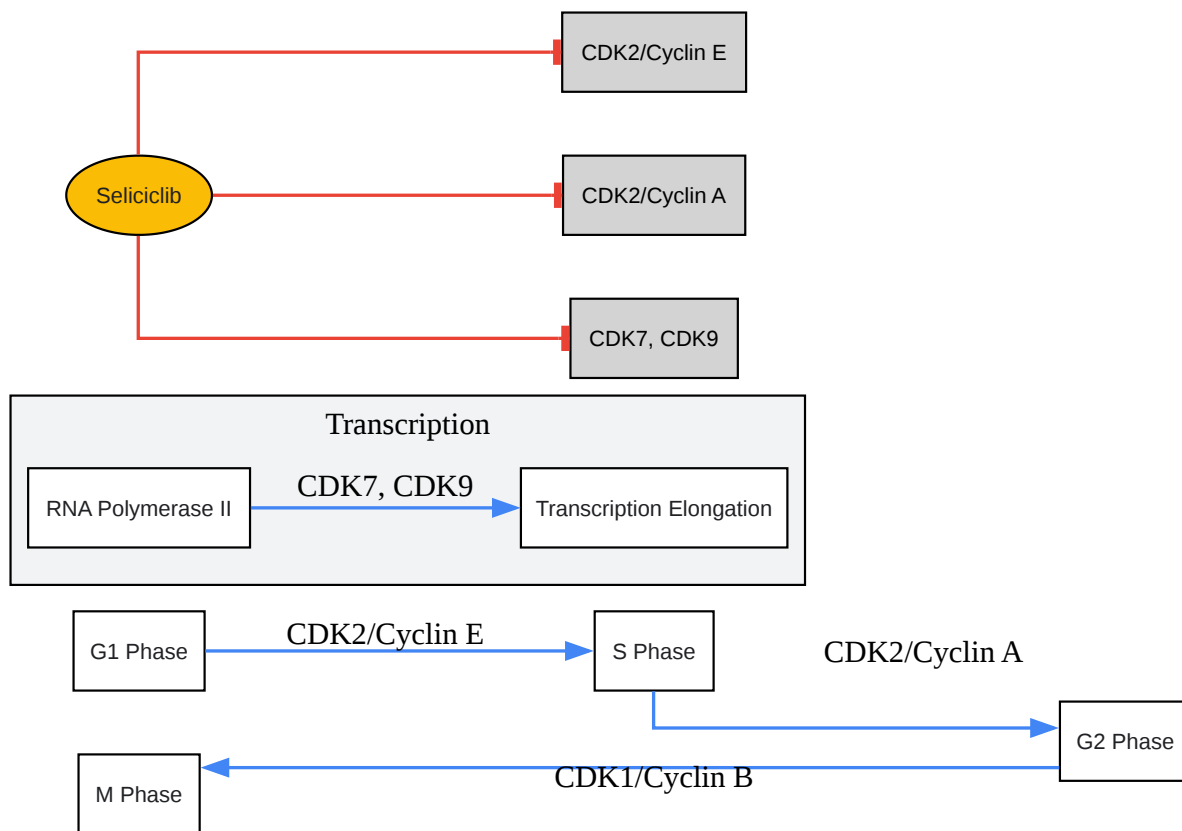 CDK2/Cyclin E
Seliciclib
CDK2/Cyclin A
CDK7, CDK9
Transcription
RNA Polymerase II
CDK7, CDK9
Transcription Elongation
G1 Phase
CDK2/Cyclin E
S Phase
CDK2/Cyclin A
G2 Phase
M Phase
CDK1/Cyclin B